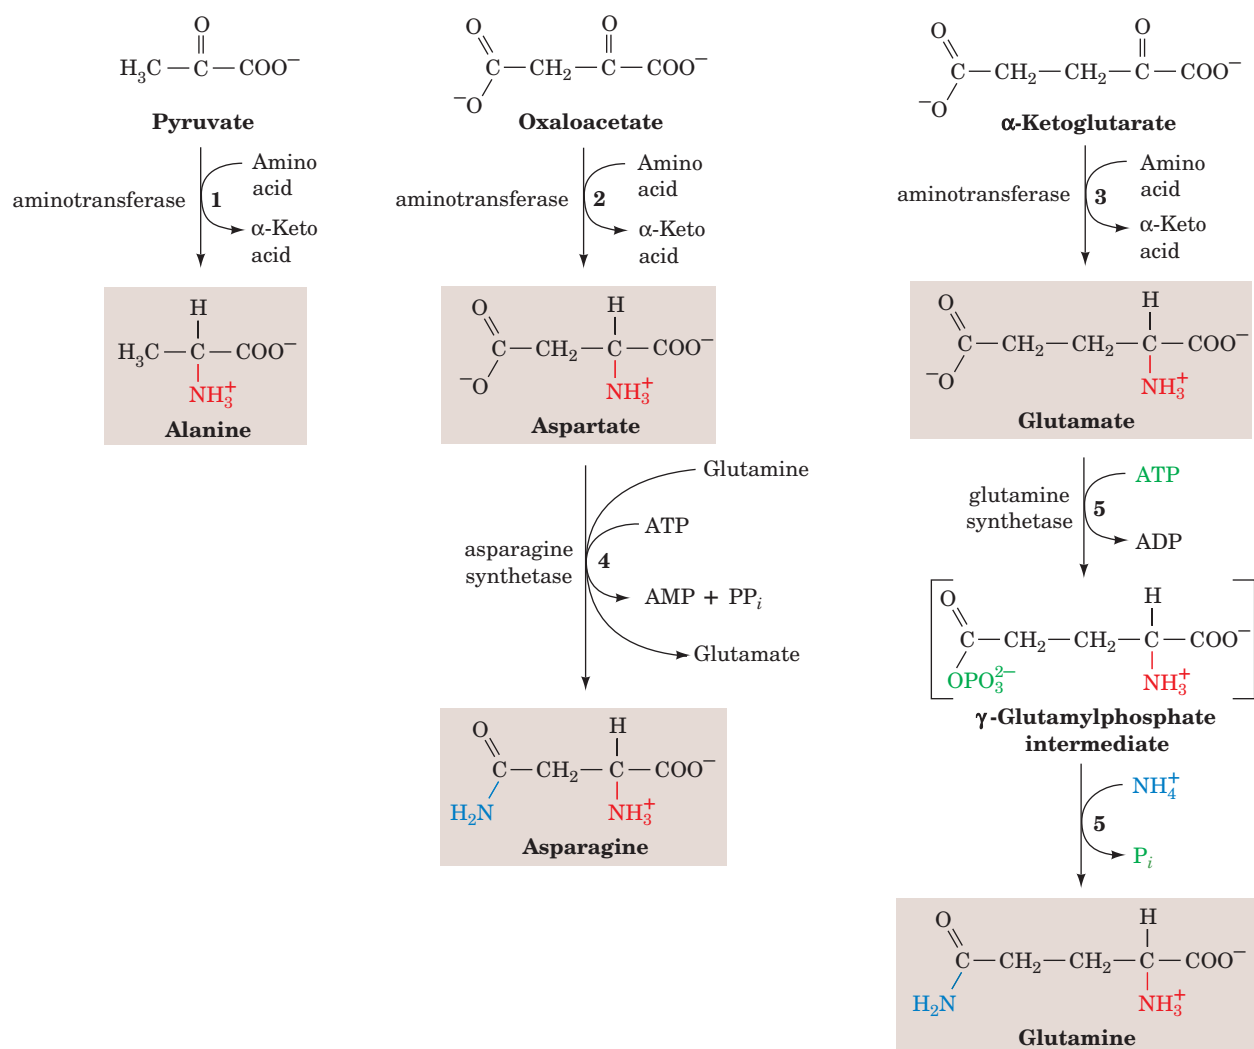 O
H₃C—C—COO⁻
Pyruvate
aminotransferase
1
Amino
acid
α-Keto
acid
H
H₃C—C—COO⁻
NH₃⁺
Alanine
O
O
C—CH₂—C—COO⁻
⁻O
Oxaloacetate
aminotransferase
2
Amino
acid
α-Keto
acid
O
H
C—CH₂—C—COO⁻
⁻O
NH₃⁺
Aspartate
Glutamine
ATP
asparagine
synthetase
4
AMP + PPᵢ
Glutamate
O
H
C—CH₂—C—COO⁻
H₂N
NH₃⁺
Asparagine
O
O
C—CH₂—CH₂—C—COO⁻
⁻O
α-Ketoglutarate
aminotransferase
3
Amino
acid
α-Keto
acid
O
H
C—CH₂—CH₂—C—COO⁻
⁻O
NH₃⁺
Glutamate
ATP
glutamine
synthetase
5
ADP
O
H
C—CH₂—CH₂—C—COO⁻
OPO₃²⁻
NH₃⁺
γ-Glutamylphosphate
intermediate
NH₄⁺
5
Pᵢ
O
H
C—CH₂—CH₂—C—COO⁻
H₂N
NH₃⁺
Glutamine